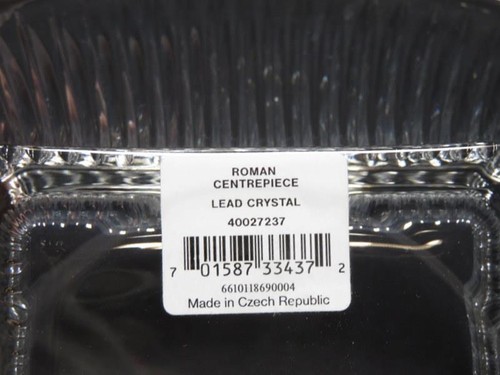 ROMAN
CENTREPIECE
LEAD CRYSTAL
40027237
7 01587 33437 2
6610118690004
Made in Czech Republic